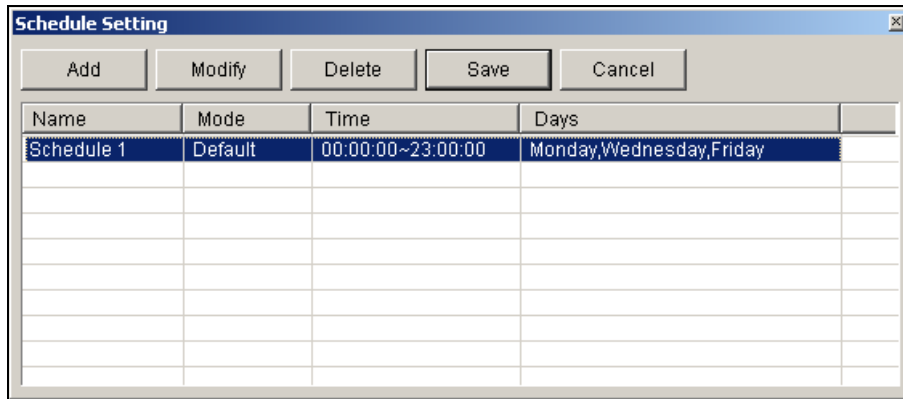 Schedule Setting
Add Modify Delete Save Cancel
Name Mode Time Days
Schedule 1 Default 00:00:00~23:00:00 Monday,Wednesday,Friday